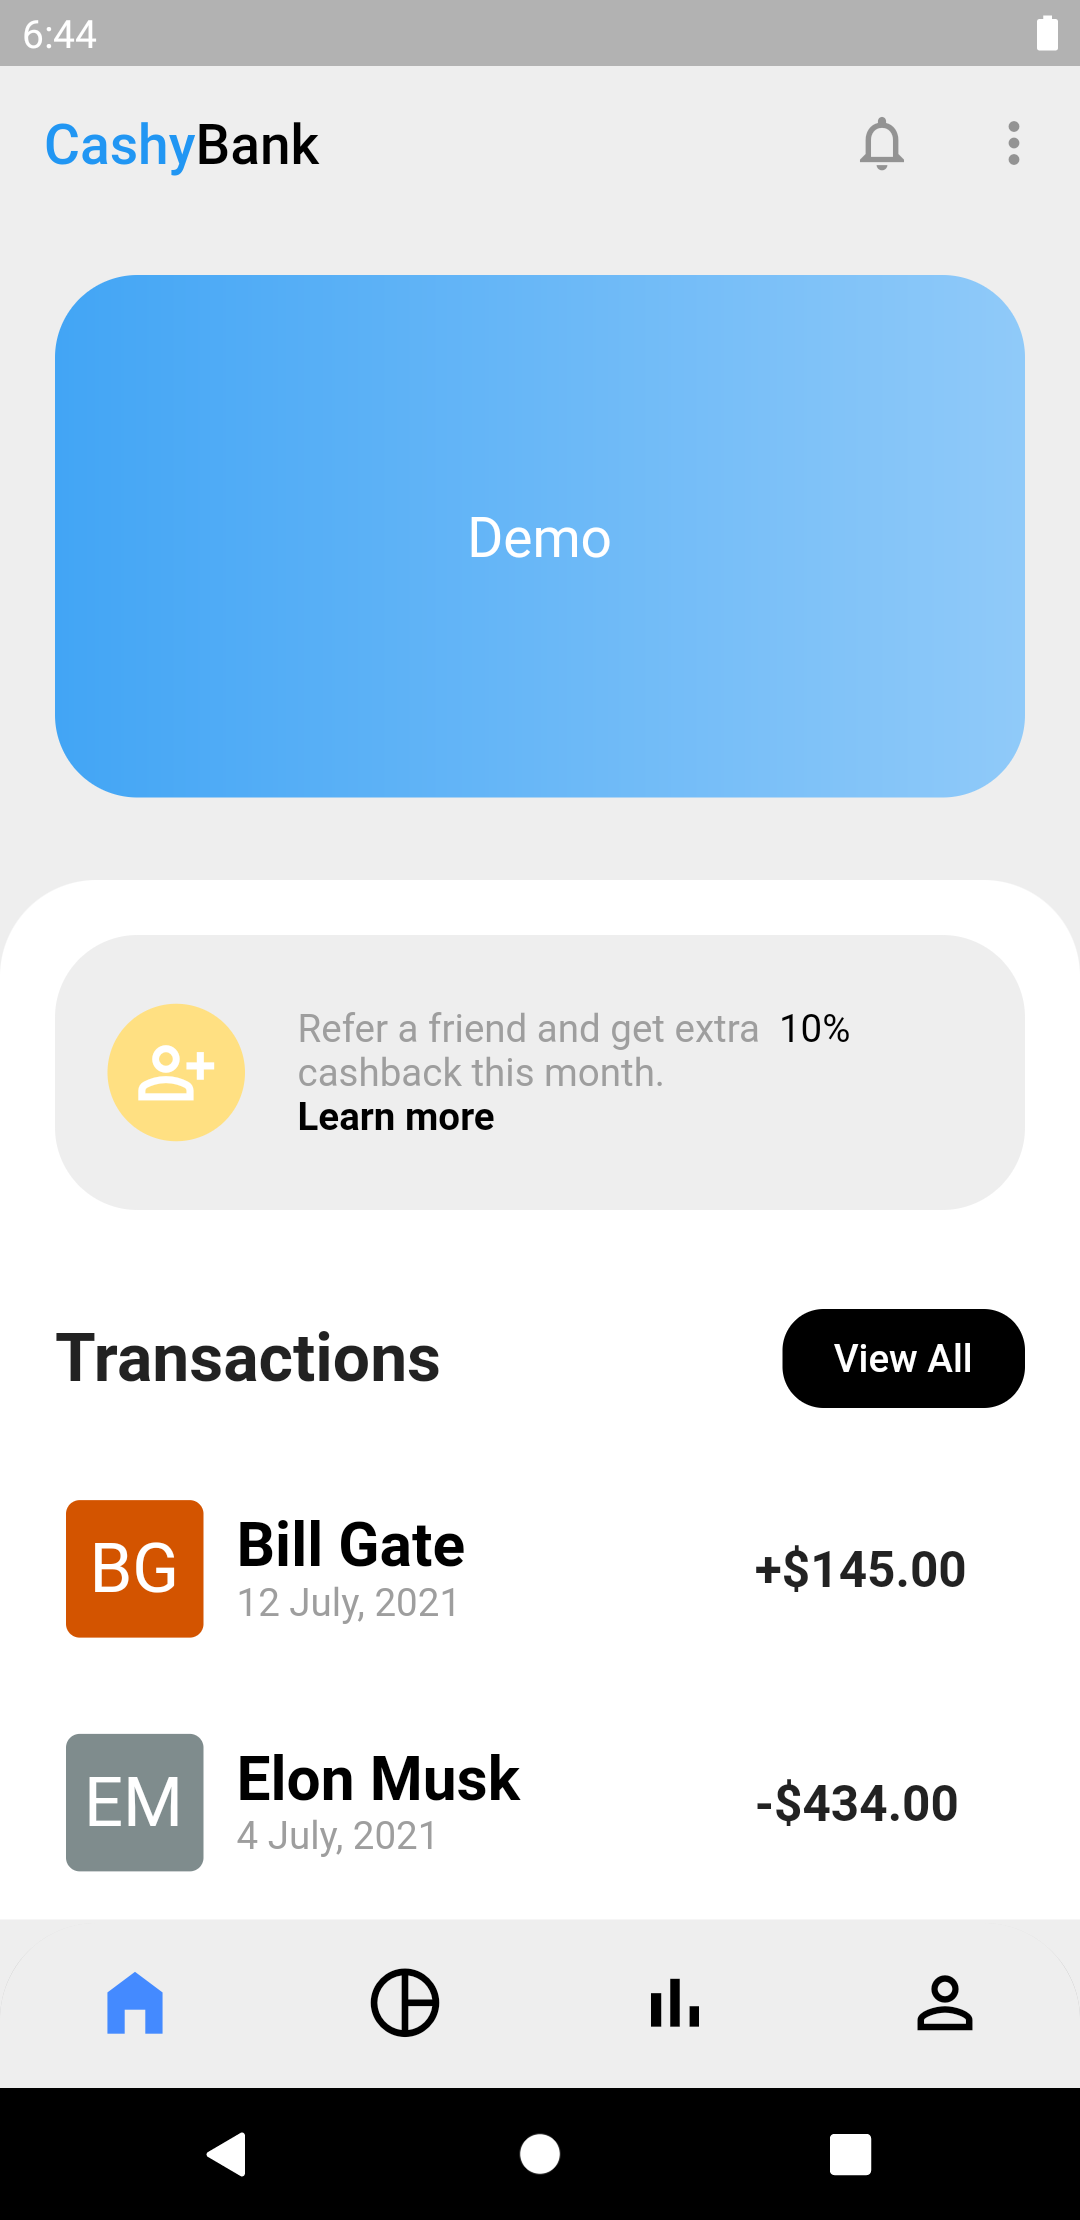 6:44
CashyBank
Demo
Refer a friend and get extra 10%
cashback this month.
Learn more
Transactions
View All
BG
Bill Gate
12 July, 2021
+$145.00
EM
Elon Musk
4 July, 2021
-$434.00